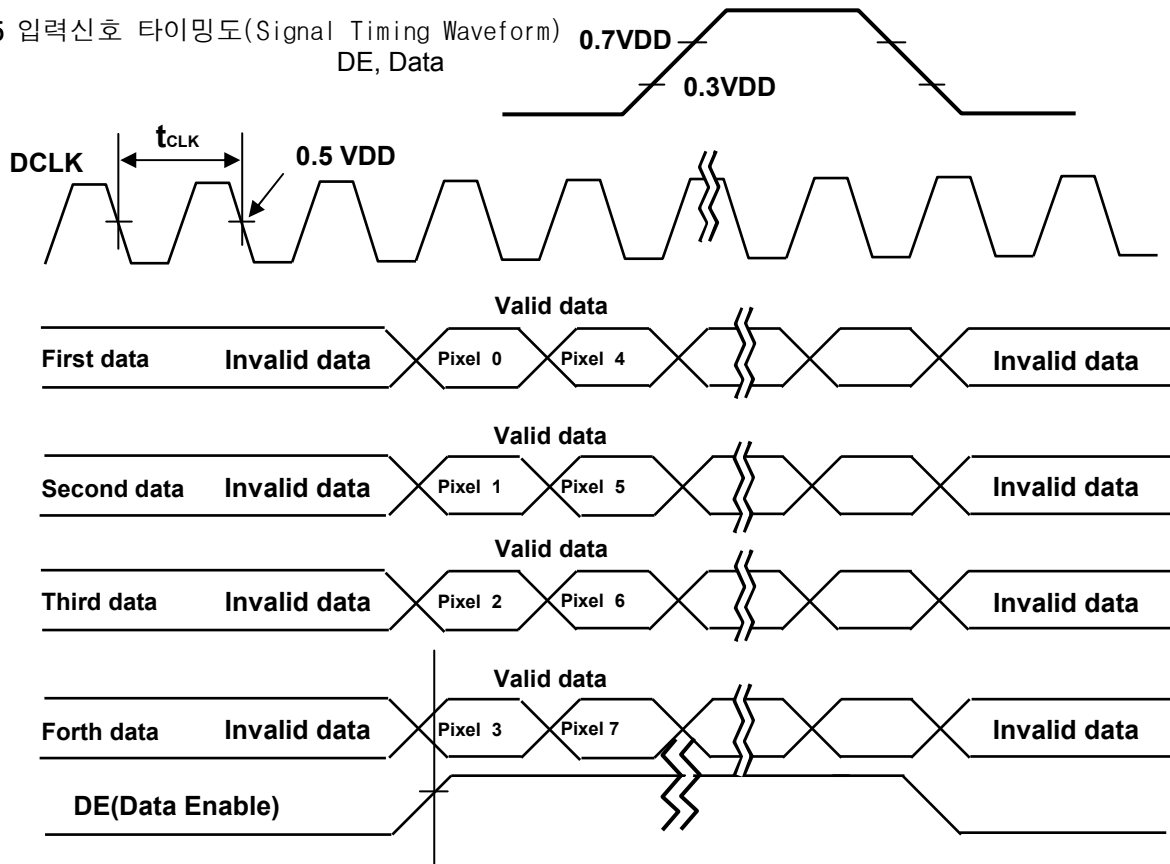 5 입력신호 타이밍도(Signal Timing Waveform)
DE, Data
0.7VDD
0.3VDD
DCLK
tCLK
0.5 VDD
Valid data
First data Invalid data Pixel 0 Pixel 4 Invalid data
Valid data
Second data Invalid data Pixel 1 Pixel 5 Invalid data
Valid data
Third data Invalid data Pixel 2 Pixel 6 Invalid data
Valid data
Forth data Invalid data Pixel 3 Pixel 7 Invalid data
DE(Data Enable)